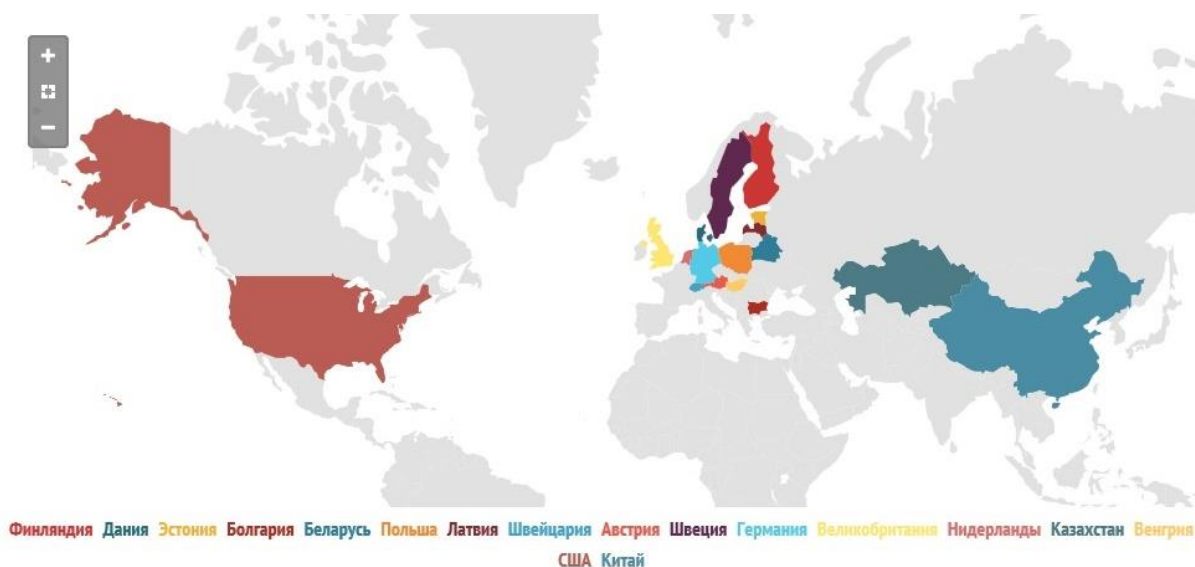 Финляндия Дания Эстония Болгария Беларусь Польша Латвия Швейцария Австрия Швеция Германия Великобритания Нидерланды Казахстан Венгрия
США Китай